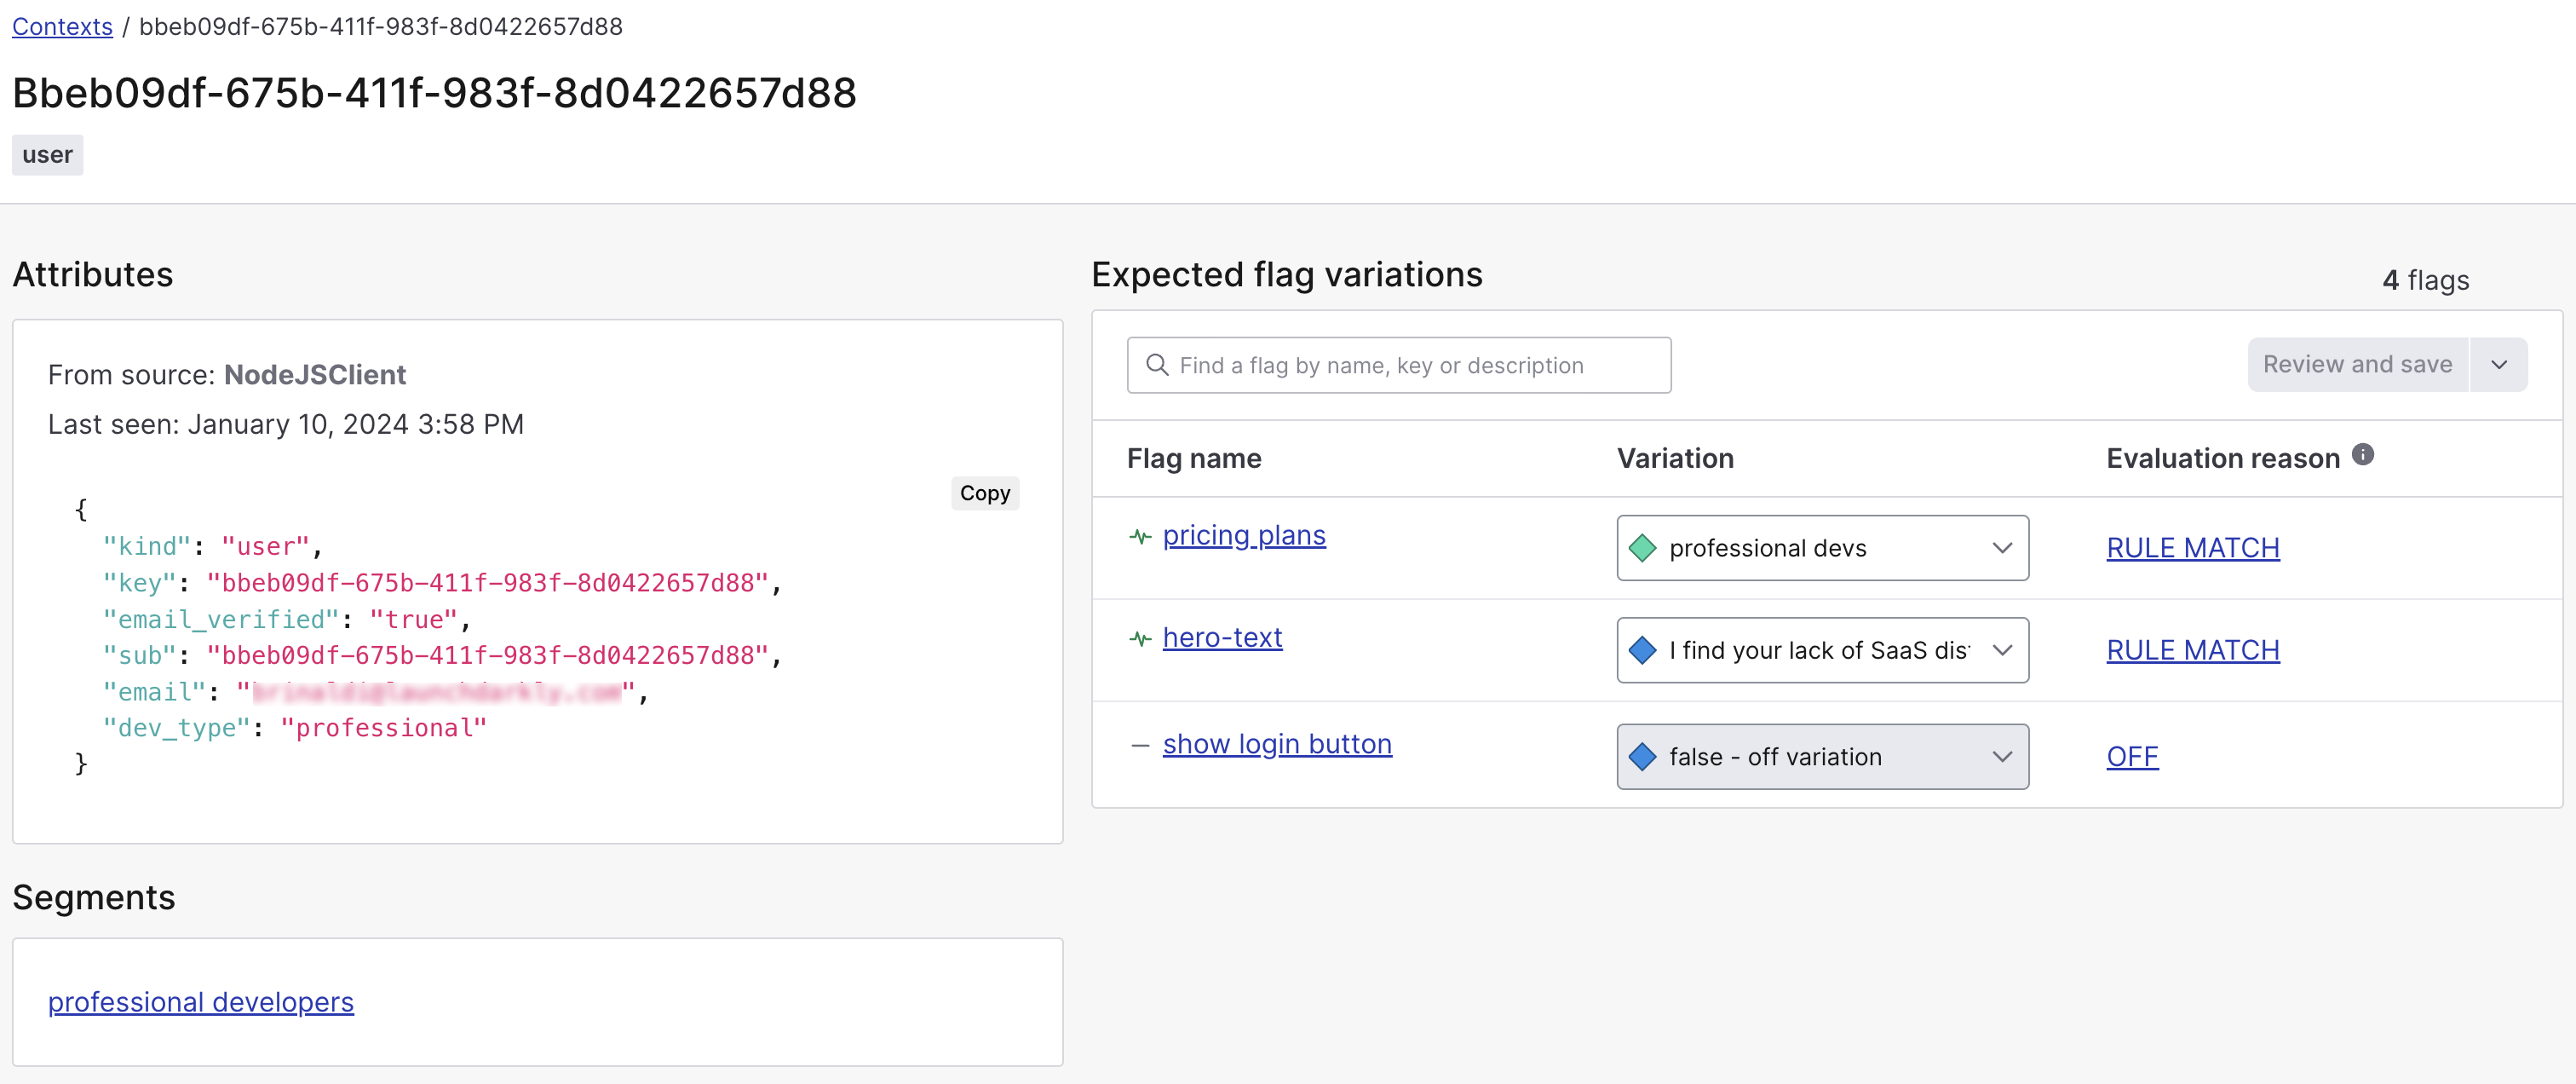 Contexts / bbeb09df-675b-411f-983f-8d0422657d88
Bbeb09df-675b-411f-983f-8d0422657d88
user
Attributes
From source: NodeJSClient
Last seen: January 10, 2024 3:58 PM
Copy
{
"kind": "user",
"key": "bbeb09df-675b-411f-983f-8d0422657d88",
"email_verified": "true",
"sub": "bbeb09df-675b-411f-983f-8d0422657d88",
"email": "",
"dev_type": "professional"
}
Segments
professional developers
Expected flag variations
4 flags
Find a flag by name, key or description
Review and save
Flag name Variation Evaluation reason
pricing plans professional devs RULE MATCH
hero-text I find your lack of SaaS dis RULE MATCH
show login button false - off variation OFF